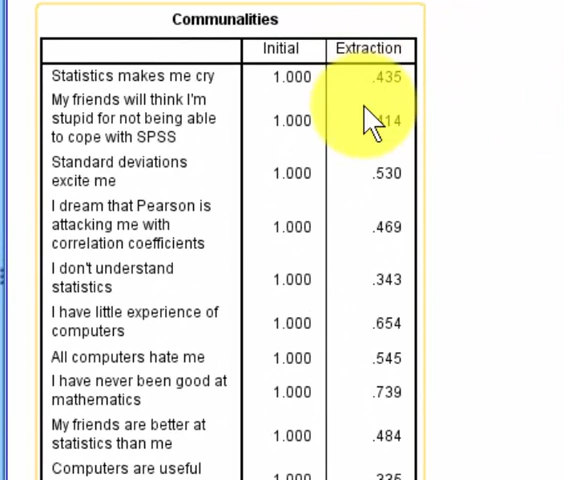 Communalities
Initial Extraction
Statistics makes me cry 1.000 .435
My friends will think I'm
stupid for not being able 1.000
to cope with SPSS
Standard deviations
excite me 1.000 .530
I dream that Pearson is
attacking me with 1.000 .469
correlation coefficients
I don't understand
statistics 1.000 .343
I have little experience of
computers 1.000 .654
All computers hate me 1.000 .545
I have never been good at
mathematics 1.000 .739
My friends are better at
statistics than me 1.000 .484
Computers are useful